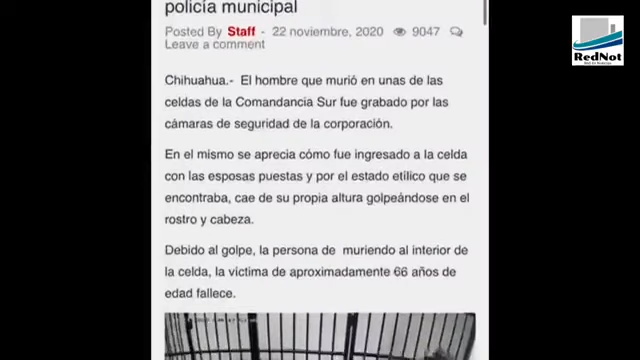 policía municipal
Posted By Staff - 22 noviembre, 2020 9047
Leave a comment
Chihuahua.- El hombre que murió en unas de las
celdas de la Comandancia Sur fue grabado por las
cámaras de seguridad de la corporación.
En el mismo se aprecia cómo fue ingresado a la celda
con las esposas puestas y por el estado etílico que se
encontraba, cae de su propia altura golpeándose en el
rostro y cabeza.
Debido al golpe, la persona de muriendo al interior de
la celda, la víctima de aproximadamente 66 años de
edad fallece.
RedNot